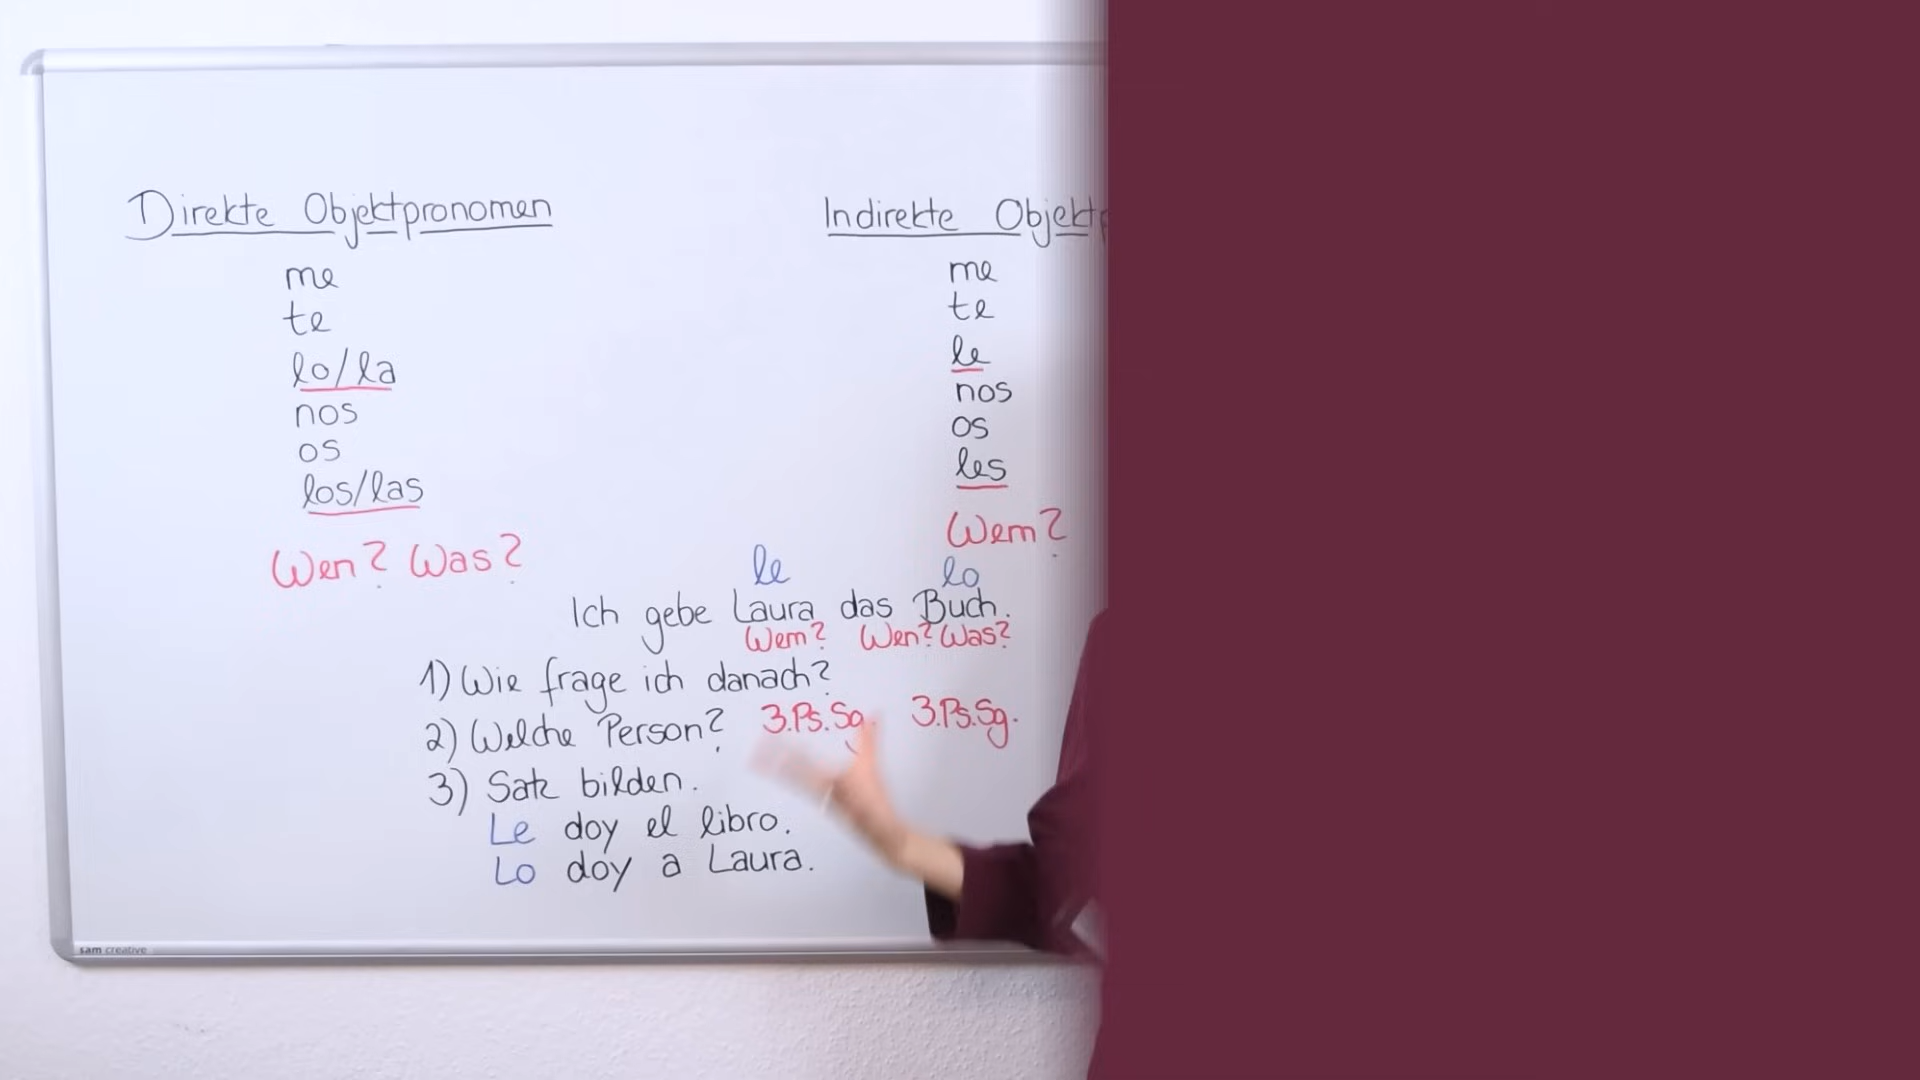 Direkte Objektpronomen
me
te
lo/la
nos
os
los/las
Wen? Was?
Indirekte
me
te
le
nos
os
les
Wem?
le lo
Ich gebe Laura das Buch.
Wem? Wen? Was?
1) Wie frage ich danach?
2) Welche Person? 3.Ps.Sg. 3.Ps.Sg.
3) Satz bilden.
Le doy el libro.
Lo doy a Laura.
sam creative